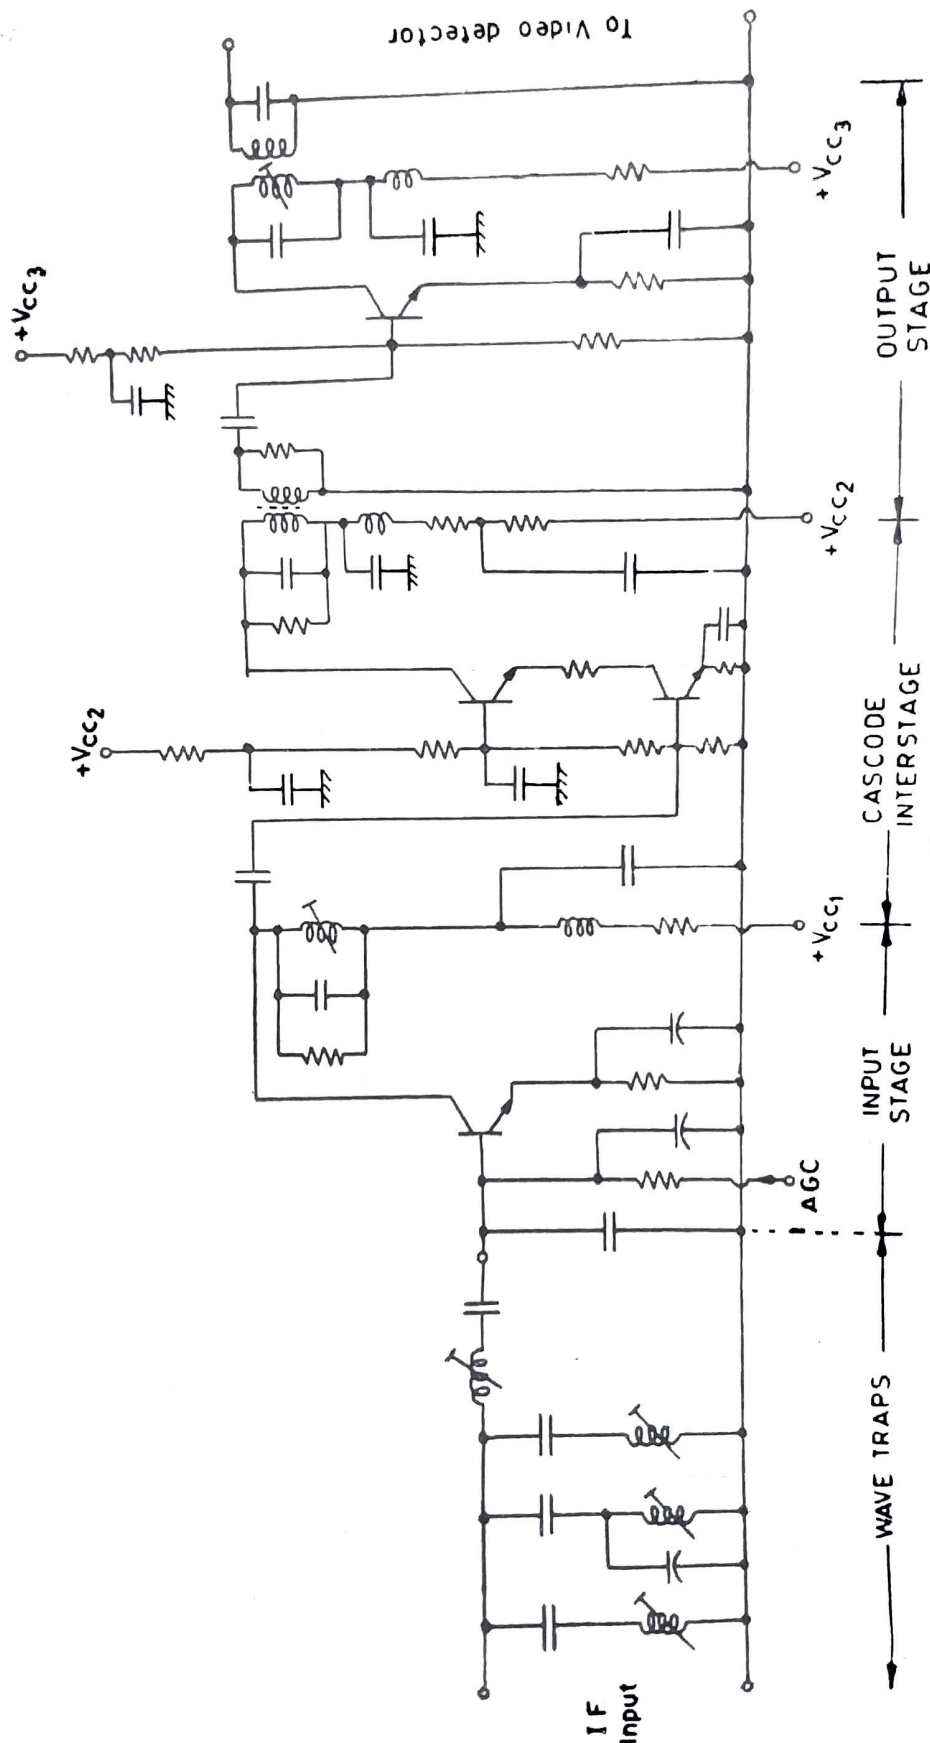 IF
Input
AGC
+VCC1
+VCC2
+VCC2
+VCC3
+VCC3
To Video detector
WAVE TRAPS
INPUT
STAGE
CASCODE
INTERSTAGE
OUTPUT
STAGE